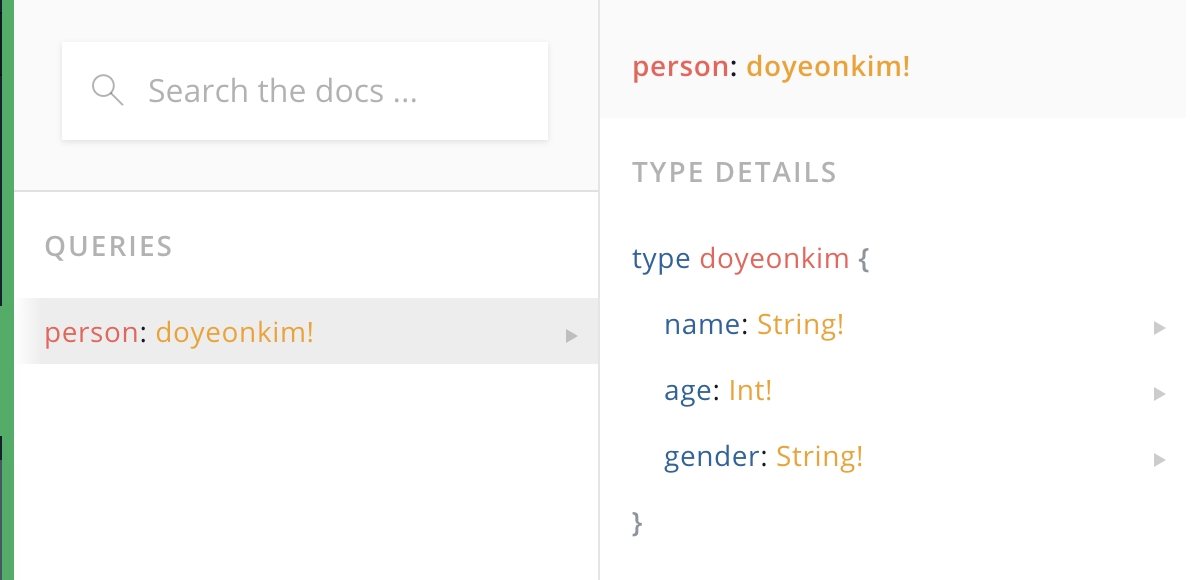 Search the docs ...
QUERIES
person: doyeonkim!
person: doyeonkim!
TYPE DETAILS
type doyeonkim {
name: String!
age: Int!
gender: String!
}